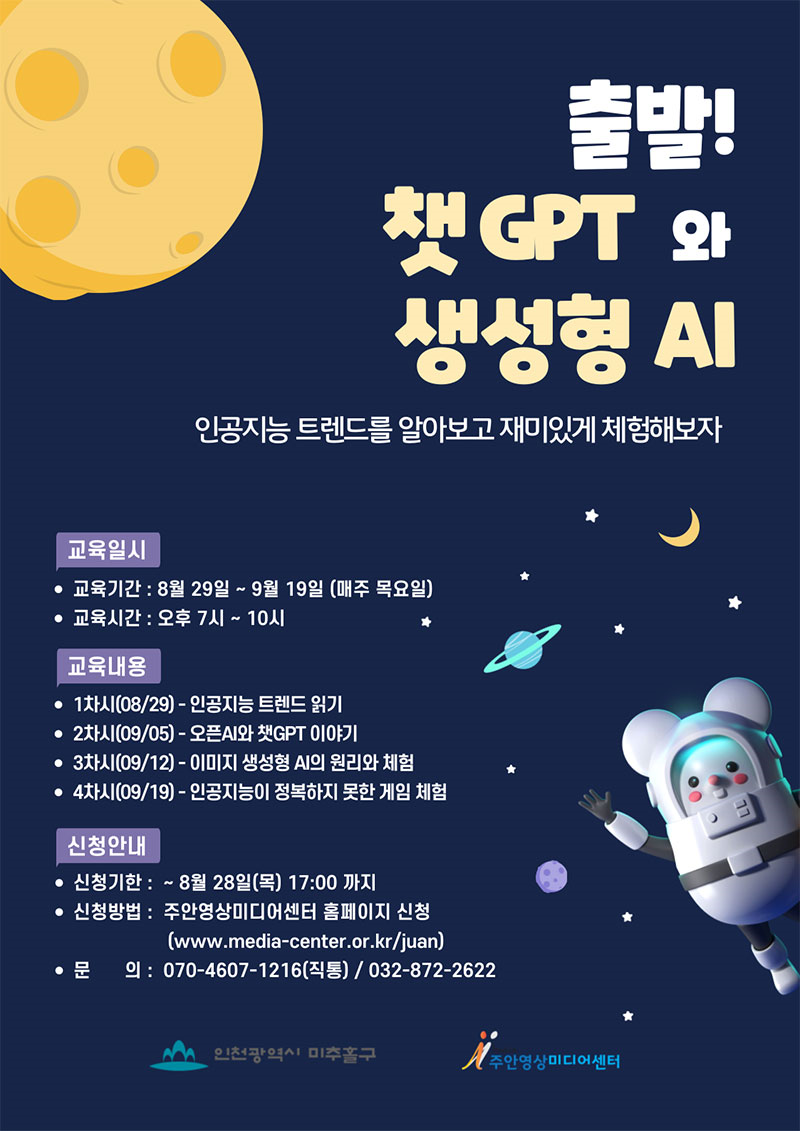 출발!
챗GPT 와
생성형 AI
인공지능 트렌드를 알아보고 재미있게 체험해보자
교육일시
• 교육기간 : 8월 29일 ~ 9월 19일 (매주 목요일)
• 교육시간 : 오후 7시 ~ 10시
교육내용
• 1차시(08/29) - 인공지능 트렌드 읽기
• 2차시(09/05) - 오픈AI와 챗GPT 이야기
• 3차시(09/12) - 이미지 생성형 AI의 원리와 체험
• 4차시(09/19) - 인공지능이 정복하지 못한 게임 체험
신청안내
• 신청기한 : ~ 8월 28일(목) 17:00 까지
• 신청방법 : 주안영상미디어센터 홈페이지 신청
(www.media-center.or.kr/juan)
• 문 의 : 070-4607-1216(직통) / 032-872-2622
인천광역시 미추홀구
주안영상미디어센터